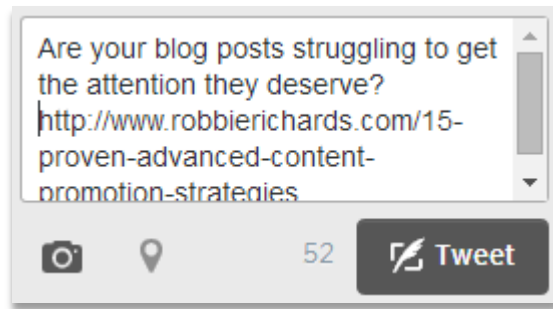 Are your blog posts struggling to get
the attention they deserve?
http://www.robbierichards.com/15-
proven-advanced-content-
promotion-strategies
52 Tweet